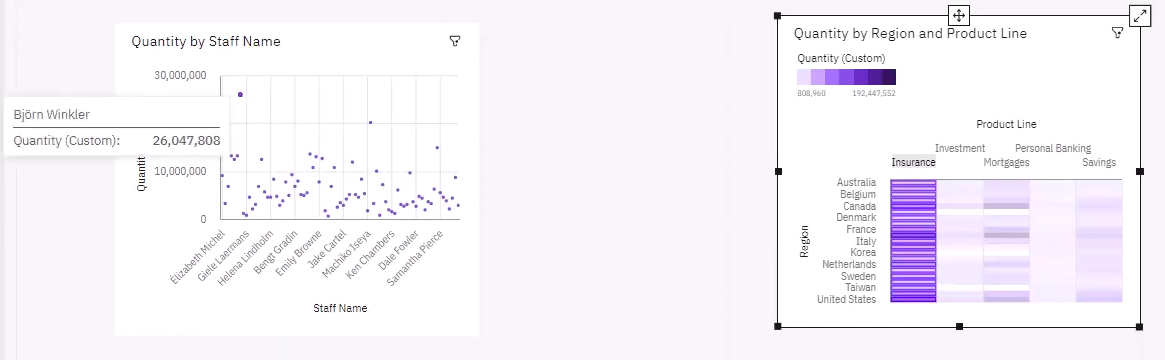 Quantity by Staff Name
30,000,000
Björn Winkler
Quantity (Custom): 26,047,808
10,000,000
0
Elizabeth Michel
Giele Laermans
Helena Lindholm
Bengt Gradin
Emily Browne
Jake Cartel
Machiko Iseya
Ken Chambers
Dale Fowler
Samantha Pierce
Staff Name
Quantity by Region and Product Line
Quantity (Custom)
808,960 192,447,552
Product Line
Investment Personal Banking
Insurance Mortgages Savings
Region
Australia
Belgium
Canada
Denmark
France
Italy
Korea
Netherlands
Sweden
Taiwan
United States